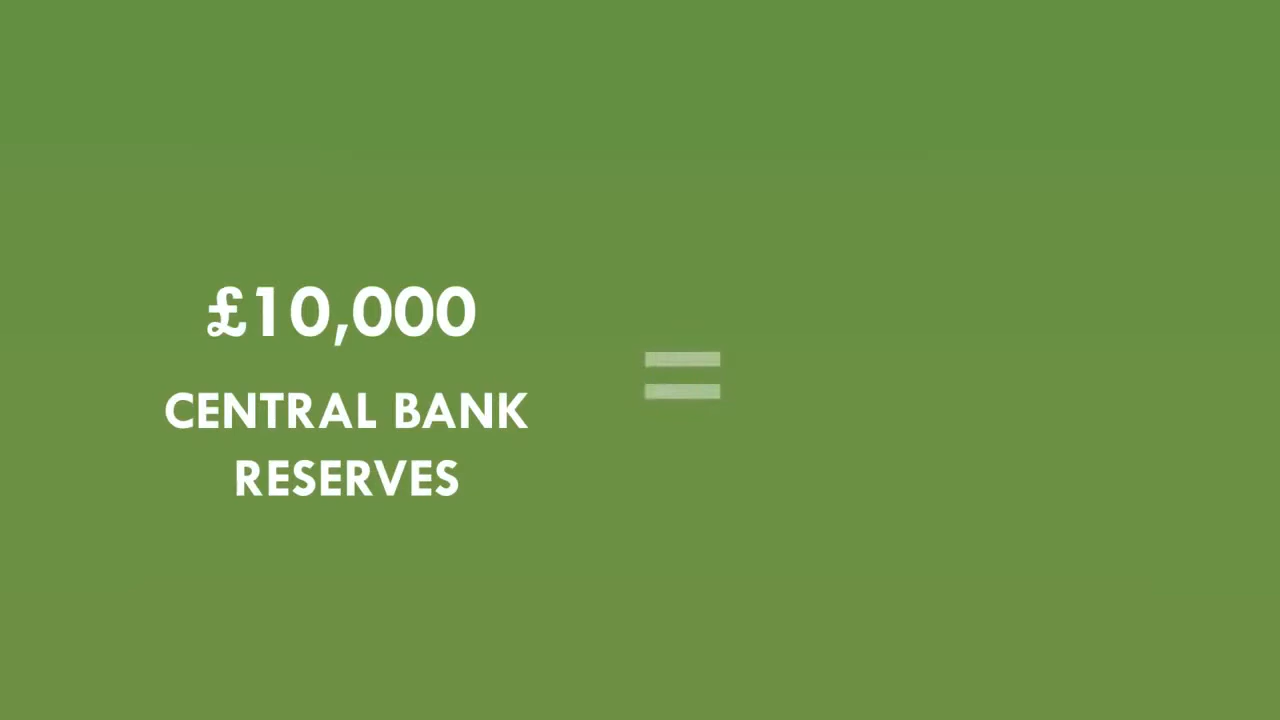 £10,000
=
CENTRAL BANK
RESERVES